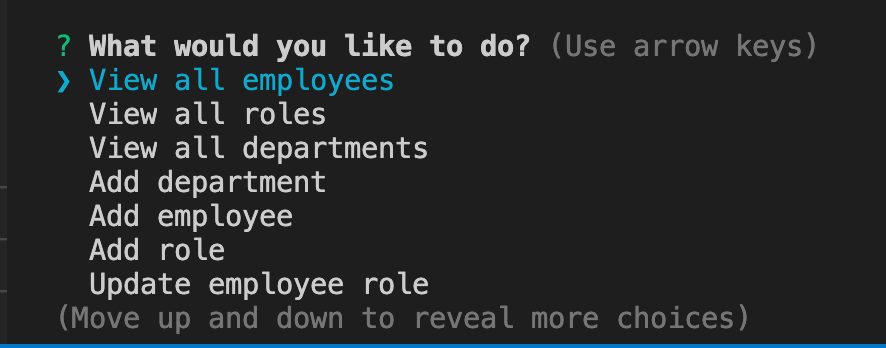 ? What would you like to do? (Use arrow keys)
❯ View all employees
View all roles
View all departments
Add department
Add employee
Add role
Update employee role
(Move up and down to reveal more choices)